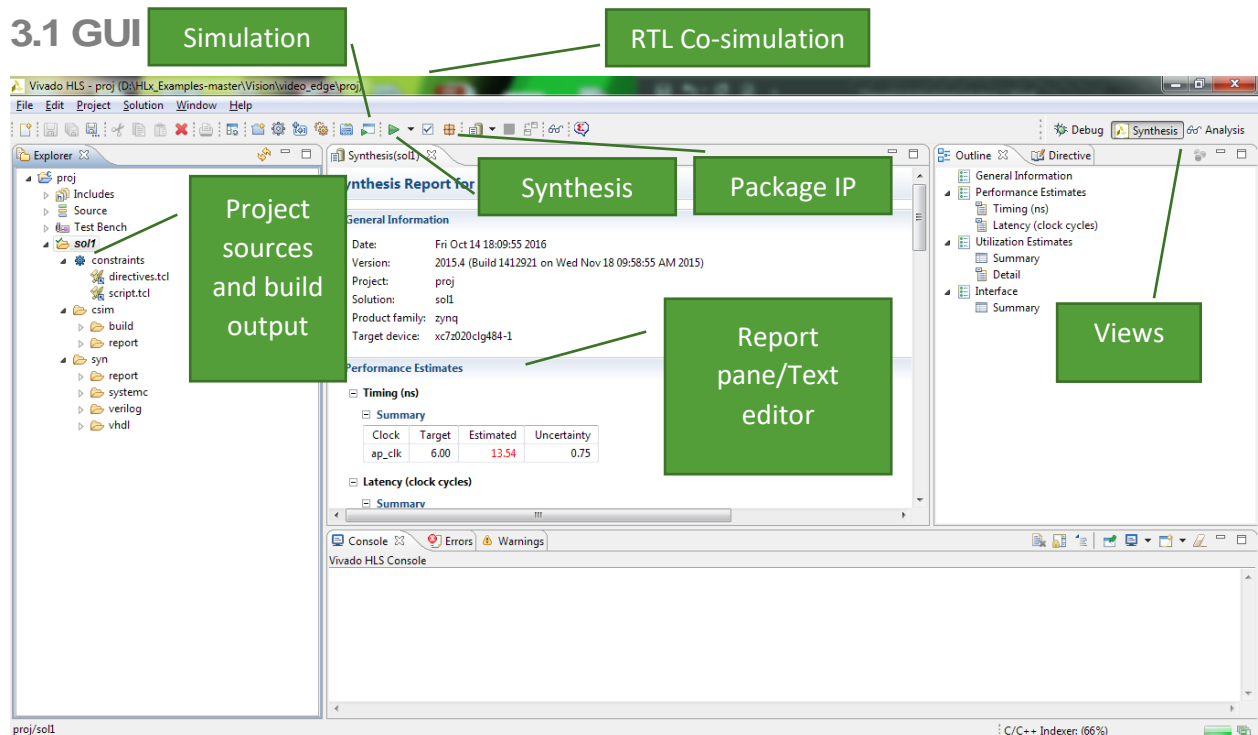 3.1 GUI
Simulation
RTL Co-simulation
Vivado HLS - proj (D:\HLx_Examples-master\Vision\video_edge\proj)
File Edit Project Solution Window Help
Debug Synthesis Analysis
Explorer
proj
Includes
Source
Test Bench
sol1
constraints
directives.tcl
script.tcl
csim
build
report
syn
report
systemc
verilog
vhdl
Project
sources
and build
output
Synthesis(sol1)
Synthesis Report for
Synthesis
Package IP
General Information
Date: Fri Oct 14 18:09:55 2016
Version: 2015.4 (Build 1412921 on Wed Nov 18 09:58:55 AM 2015)
Project: proj
Solution: sol1
Product family: zynq
Target device: xc7z020clg484-1
Performance Estimates
Timing (ns)
Summary
Clock Target Estimated Uncertainty
ap_clk 6.00 13.54 0.75
Latency (clock cycles)
Summary
Report
pane/Text
editor
Outline Directive
General Information
Performance Estimates
Timing (ns)
Latency (clock cycles)
Utilization Estimates
Summary
Detail
Interface
Summary
Views
Console Errors Warnings
Vivado HLS Console
proj/sol1
C/C++ Indexer: (66%)